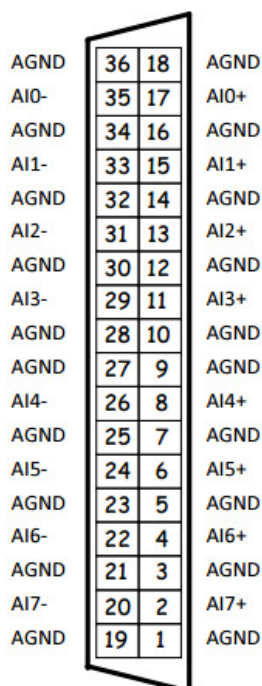 AGND 36 18 AGND
AI0- 35 17 AI0+
AGND 34 16 AGND
AI1- 33 15 AI1+
AGND 32 14 AGND
AI2- 31 13 AI2+
AGND 30 12 AGND
AI3- 29 11 AI3+
AGND 28 10 AGND
AGND 27 9 AGND
AI4- 26 8 AI4+
AGND 25 7 AGND
AI5- 24 6 AI5+
AGND 23 5 AGND
AI6- 22 4 AI6+
AGND 21 3 AGND
AI7- 20 2 AI7+
AGND 19 1 AGND